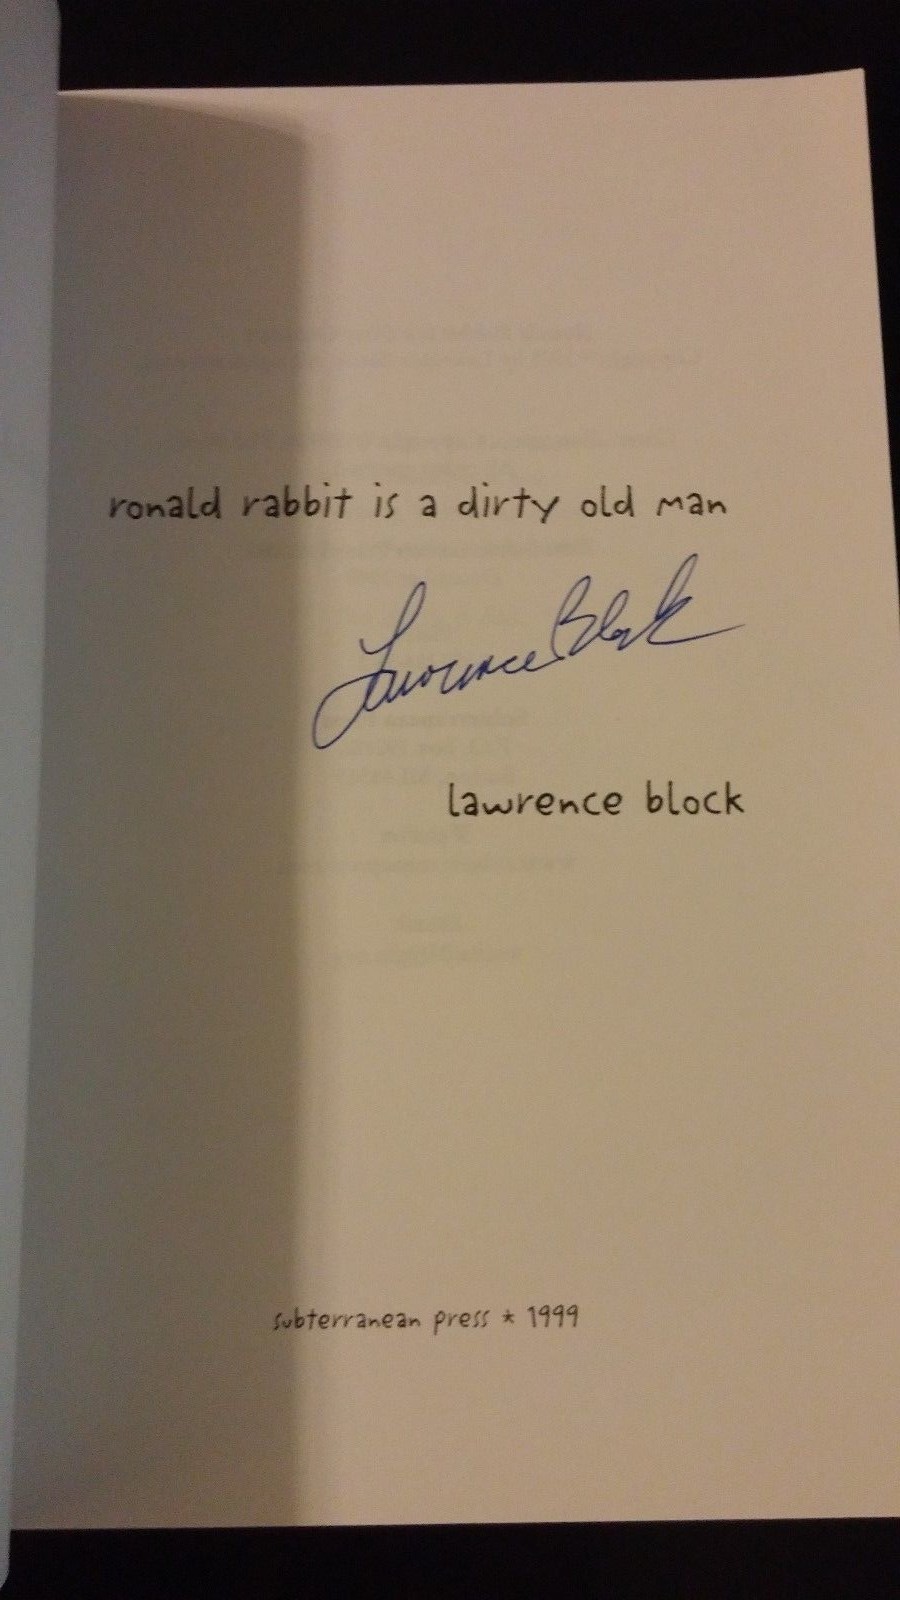 ronald rabbit is a dirty old man
Lawrence Block
lawrence block
subterranean press * 1999